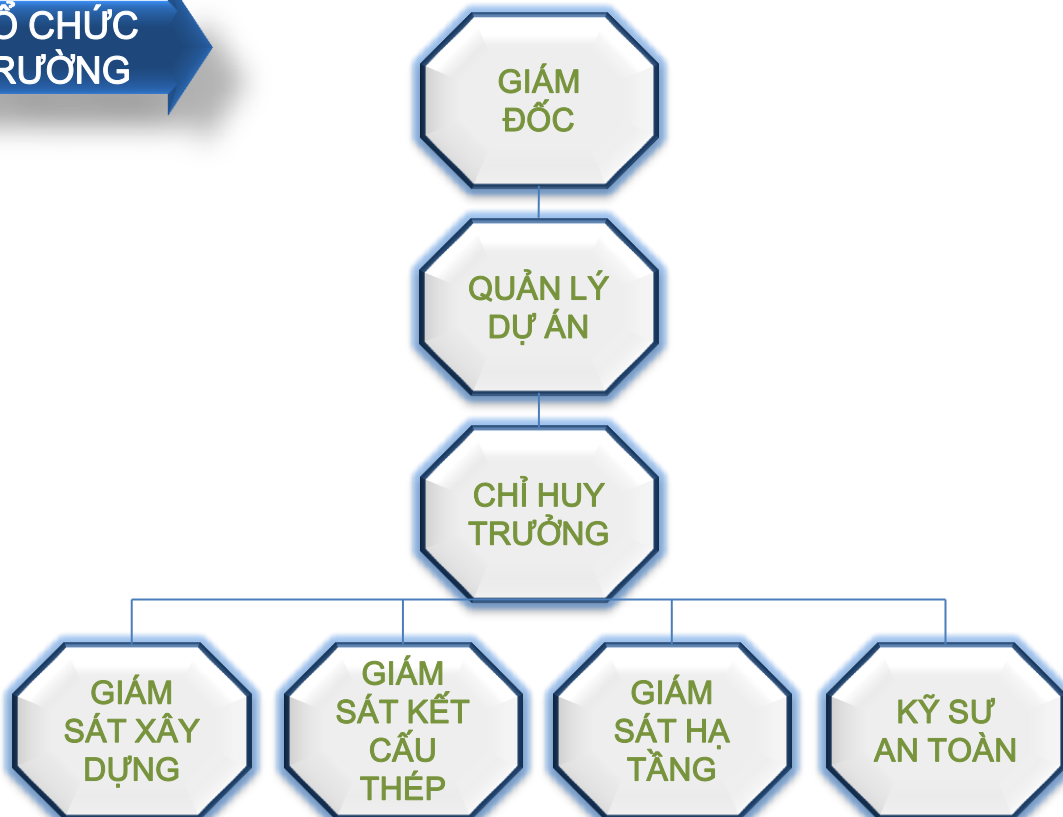 Ổ CHỨC
RƯỜNG
GIÁM
ĐỐC
QUẢN LÝ
DỰ ÁN
CHỈ HUY
TRƯỞNG
GIÁM
SÁT XÂY
DỰNG
GIÁM
SÁT KẾT
CẤU
THÉP
GIÁM
SÁT HẠ
TẦNG
KỸ SƯ
AN TOÀN